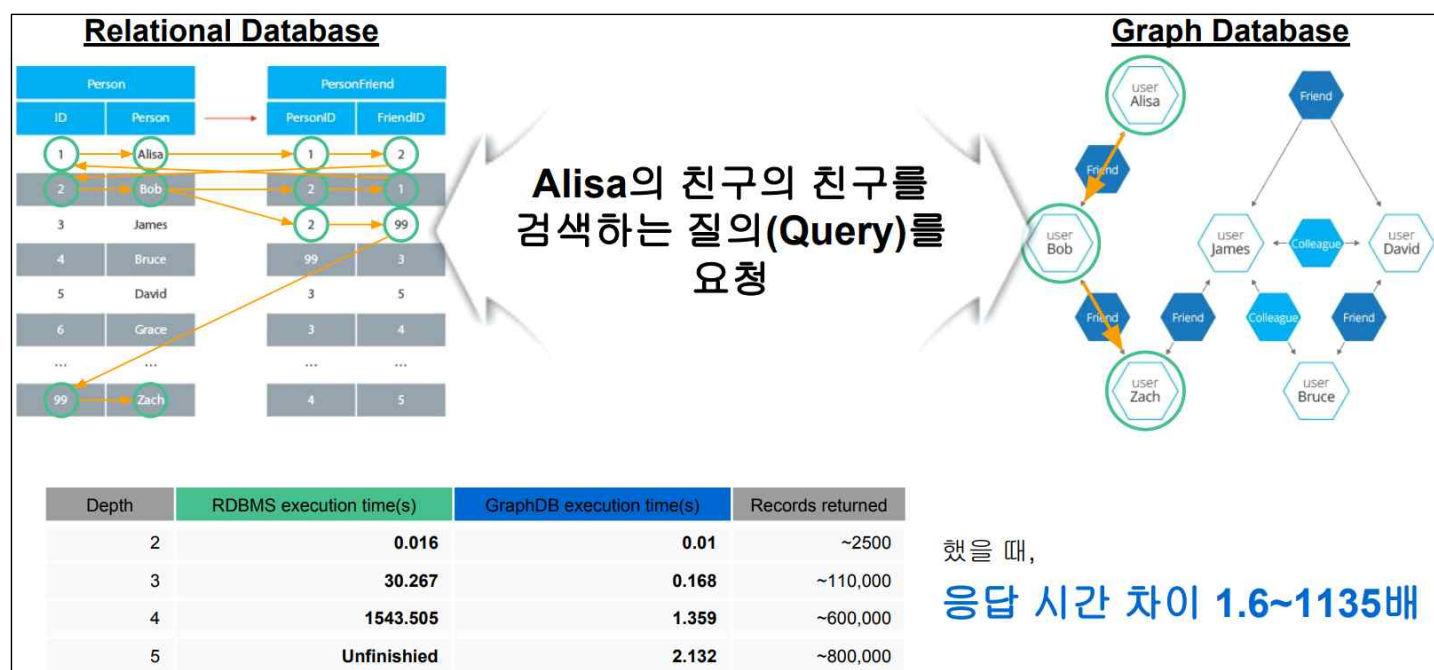 Relational Database
Graph Database
Person
PersonFriend
ID Person
PersonID FriendID
1 Alisa 1 2
2 Bob 2 1
3 James 2 99
4 Bruce 99 3
5 David 3 5
6 Grace 3 4
... ... ... ...
99 Zach 4 5
Alisa의 친구의 친구를
검색하는 질의(Query)를
요청
user
Alisa
Friend
Friend
user
Bob
user
James
Colleague
user
David
Friend
Friend
Colleague
Friend
user
Zach
user
Bruce
Depth RDBMS execution time(s) GraphDB execution time(s) Records returned
2 0.016 0.01 ~2500
3 30.267 0.168 ~110,000
4 1543.505 1.359 ~600,000
5 Unfinishied 2.132 ~800,000
했을 때,
응답 시간 차이 1.6~1135배